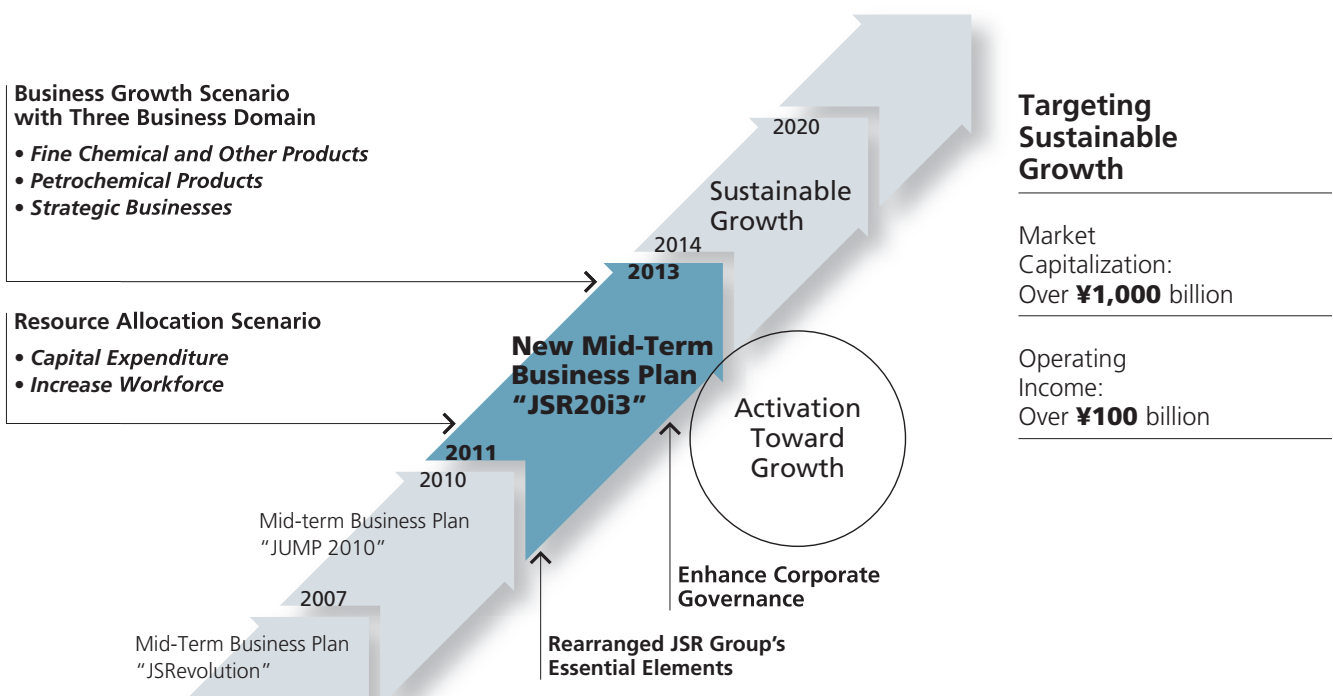 Business Growth Scenario
with Three Business Domain
• Fine Chemical and Other Products
• Petrochemical Products
• Strategic Businesses
Resource Allocation Scenario
• Capital Expenditure
• Increase Workforce
2020
Sustainable
Growth
2014
2013
New Mid-Term
Business Plan
“JSR20i3”
2011
2010
Mid-term Business Plan
“JUMP 2010”
2007
Mid-Term Business Plan
“JSRevolution”
Activation
Toward
Growth
Enhance Corporate
Governance
Rearranged JSR Group’s
Essential Elements
Targeting
Sustainable
Growth
Market
Capitalization:
Over ¥1,000 billion
Operating
Income:
Over ¥100 billion